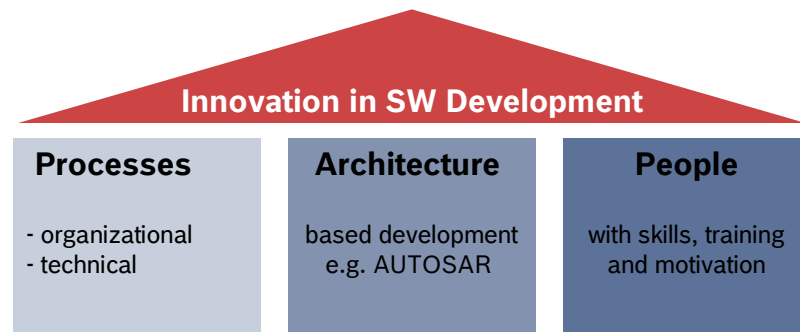 Innovation in SW Development
Processes
- organizational
- technical
Architecture
based development
e.g. AUTOSAR
People
with skills, training
and motivation